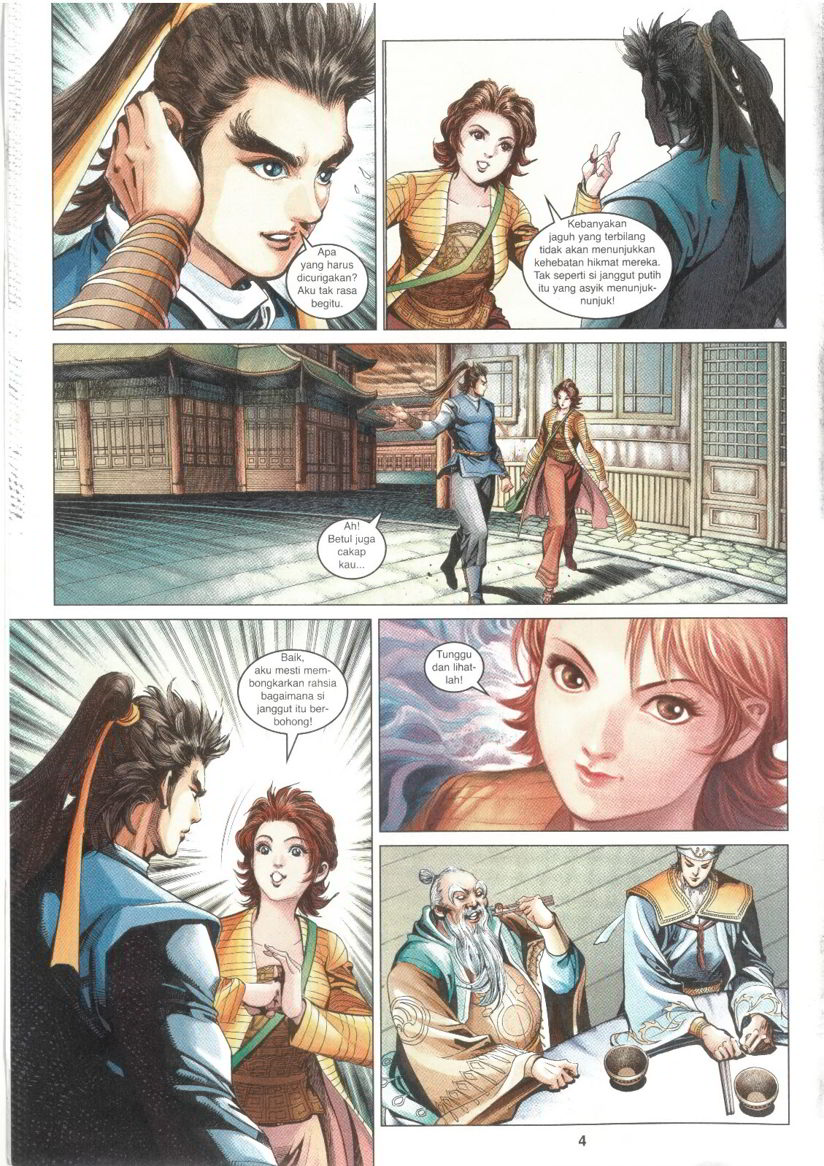 Apa
yang harus
dicurigakan?
Aku tak rasa
begitu.
Kebanyakan
jaguh yang terbilang
tidak akan menunjukkan
kehebatan hikmat mereka.
Tak seperti si janggut putih
itu yang asyik menunjuk-
nunjuk!
Ah!
Betul juga
cakap
kau...
Baik,
aku mesti mem-
bongkarkan rahsia
bagaimana si
janggut itu ber-
bohong!
Tunggu
dan lihat-
lah!
4